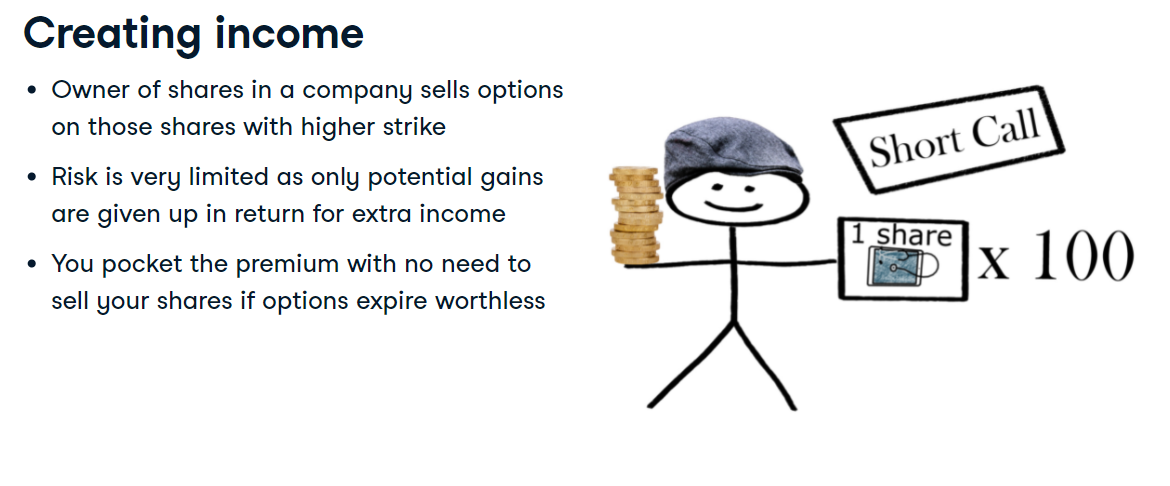 Creating income
• Owner of shares in a company sells options
on those shares with higher strike
• Risk is very limited as only potential gains
are given up in return for extra income
• You pocket the premium with no need to
sell your shares if options expire worthless
Short Call
1 share
x 100